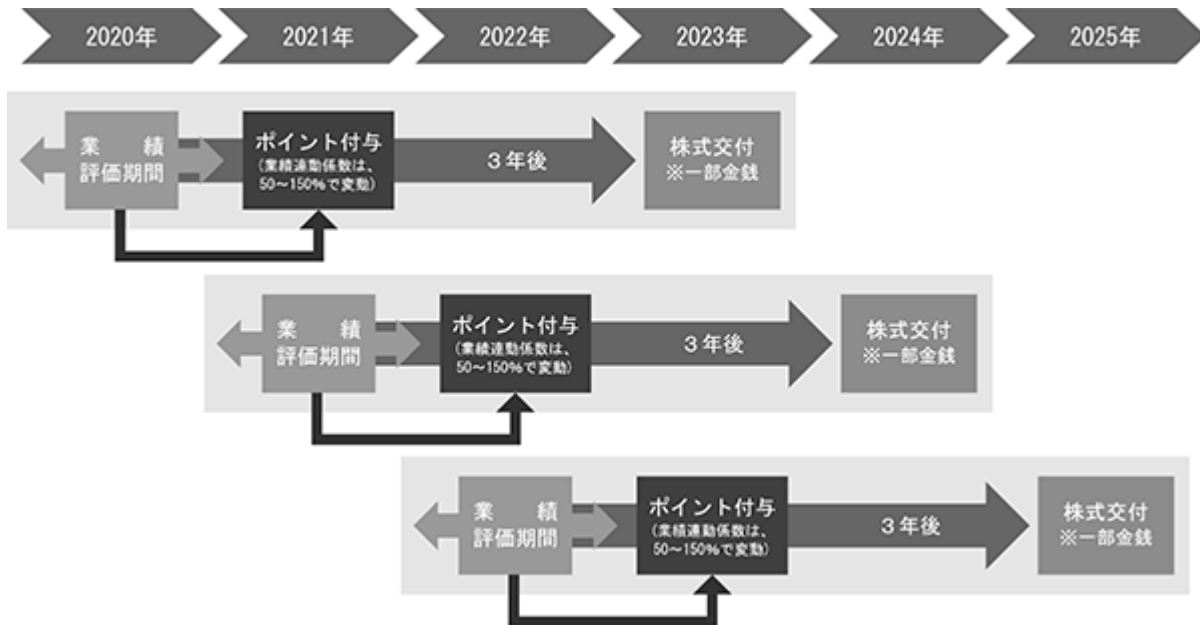 2020年
2021年
2022年
2023年
2024年
2025年
業　　績
評価期間
ポイント付与
(業績連動係数は、
50～150%で変動)
３年後
株式交付
※一部金銭
業　　績
評価期間
ポイント付与
(業績連動係数は、
50～150%で変動)
３年後
株式交付
※一部金銭
業　　績
評価期間
ポイント付与
(業績連動係数は、
50～150%で変動)
３年後
株式交付
※一部金銭